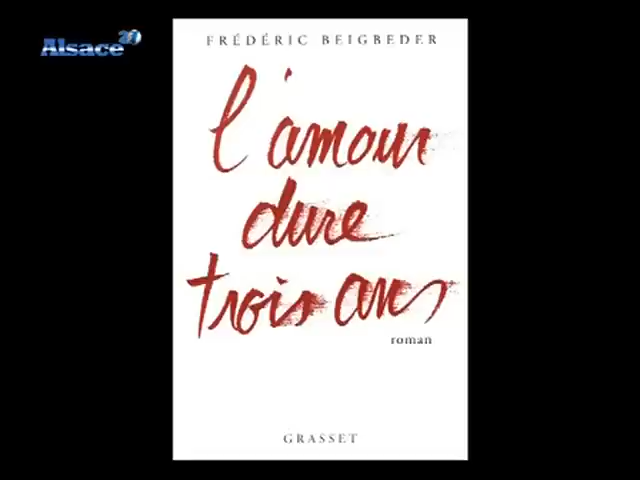 Alsace 20
FRÉDÉRIC BEIGBEDER
l'amour
dure
trois ans
roman
GRASSET